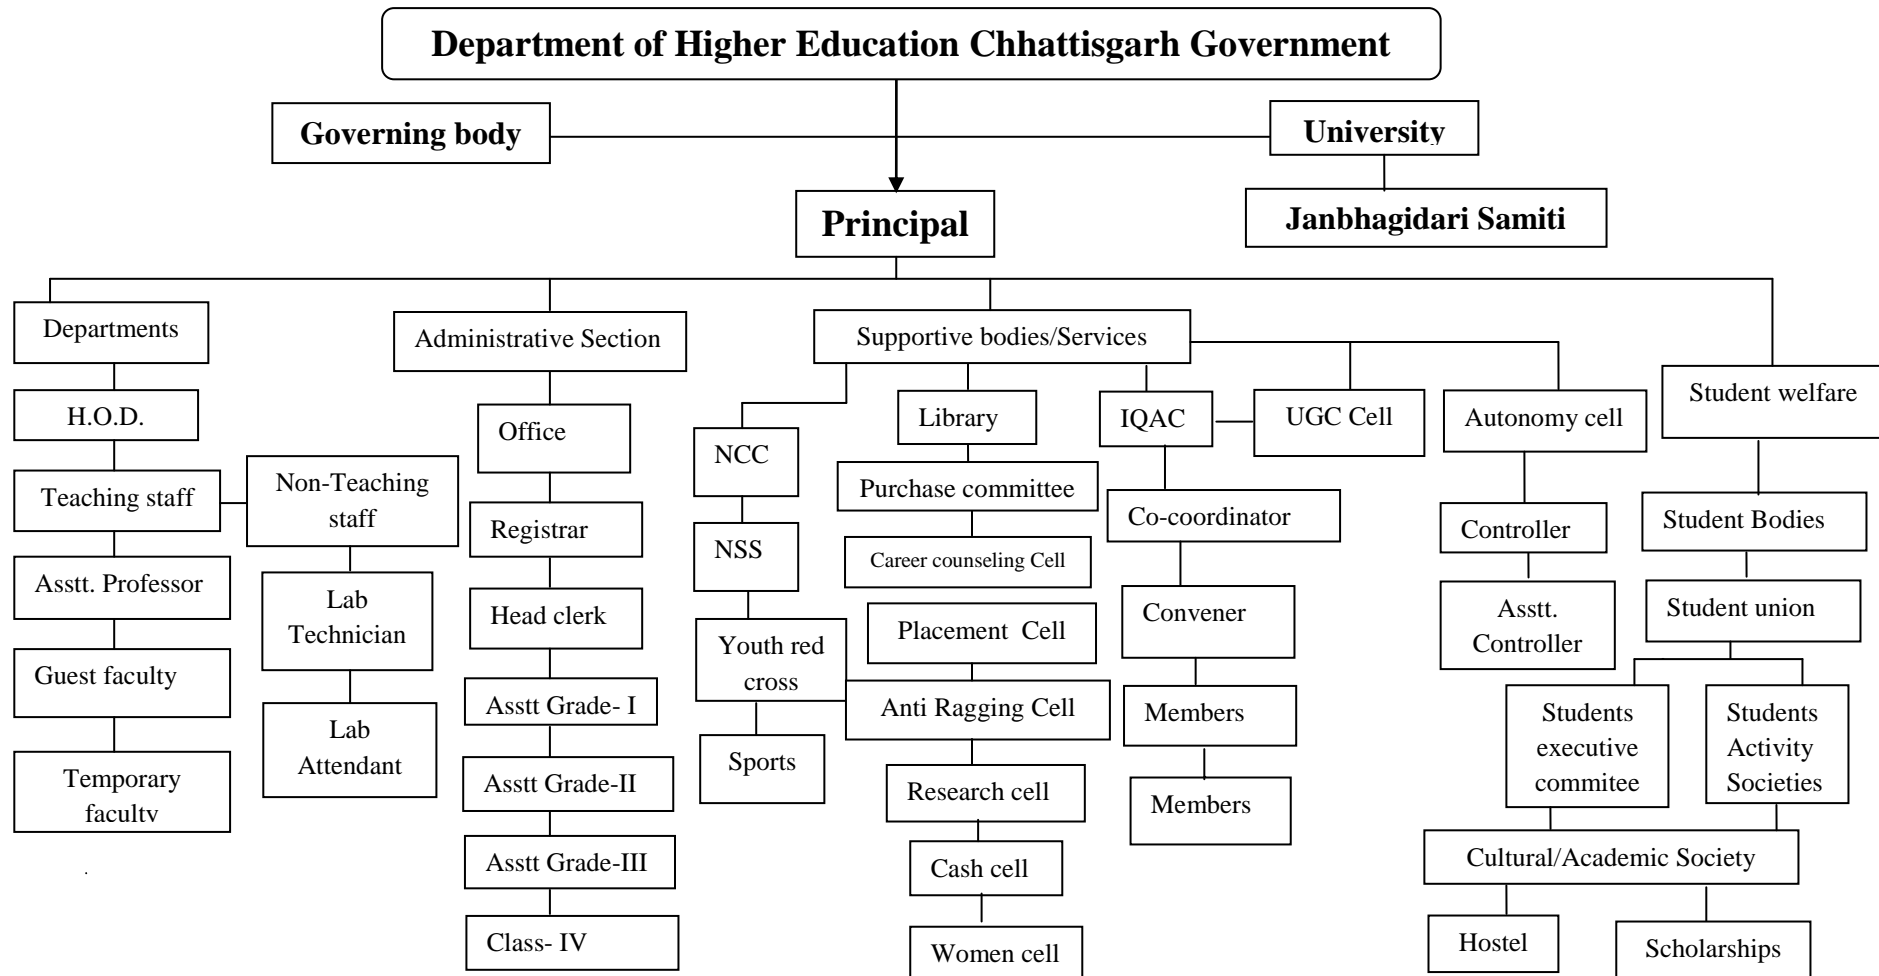 Department of Higher Education Chhattisgarh Government
Governing body
University
Principal
Janbhagidari Samiti
Departments
Administrative Section
Supportive bodies/Services
Student welfare
H.O.D.
Office
NCC
Library
IQAC
UGC Cell
Autonomy cell
Teaching staff
Non-Teaching
staff
Registrar
NSS
Purchase committee
Co-coordinator
Controller
Student Bodies
Asstt. Professor
Lab
Technician
Head clerk
Youth red
cross
Career counseling Cell
Convener
Asstt.
Controller
Student union
Guest faculty
Lab
Attendant
Asstt Grade- I
Sports
Placement  Cell
Members
Students
executive
commitee
Students
Activity
Societies
Temporary
faculty
Asstt Grade-II
Anti Ragging Cell
Members
Cultural/Academic Society
Asstt Grade-III
Research cell
Hostel
Scholarships
Class- IV
Cash cell
Women cell